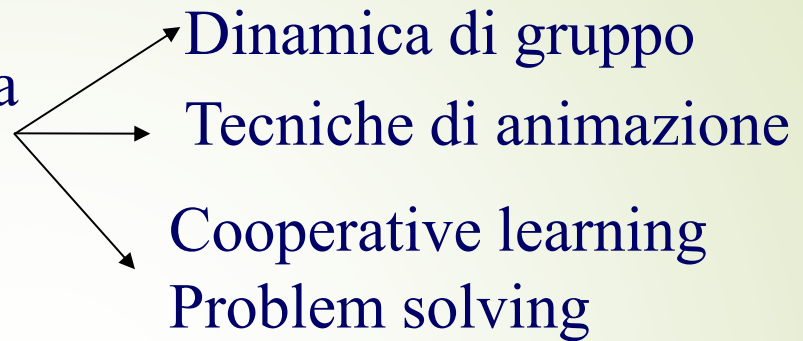 Dinamica di gruppo
a
Tecniche di animazione
Cooperative learning
Problem solving